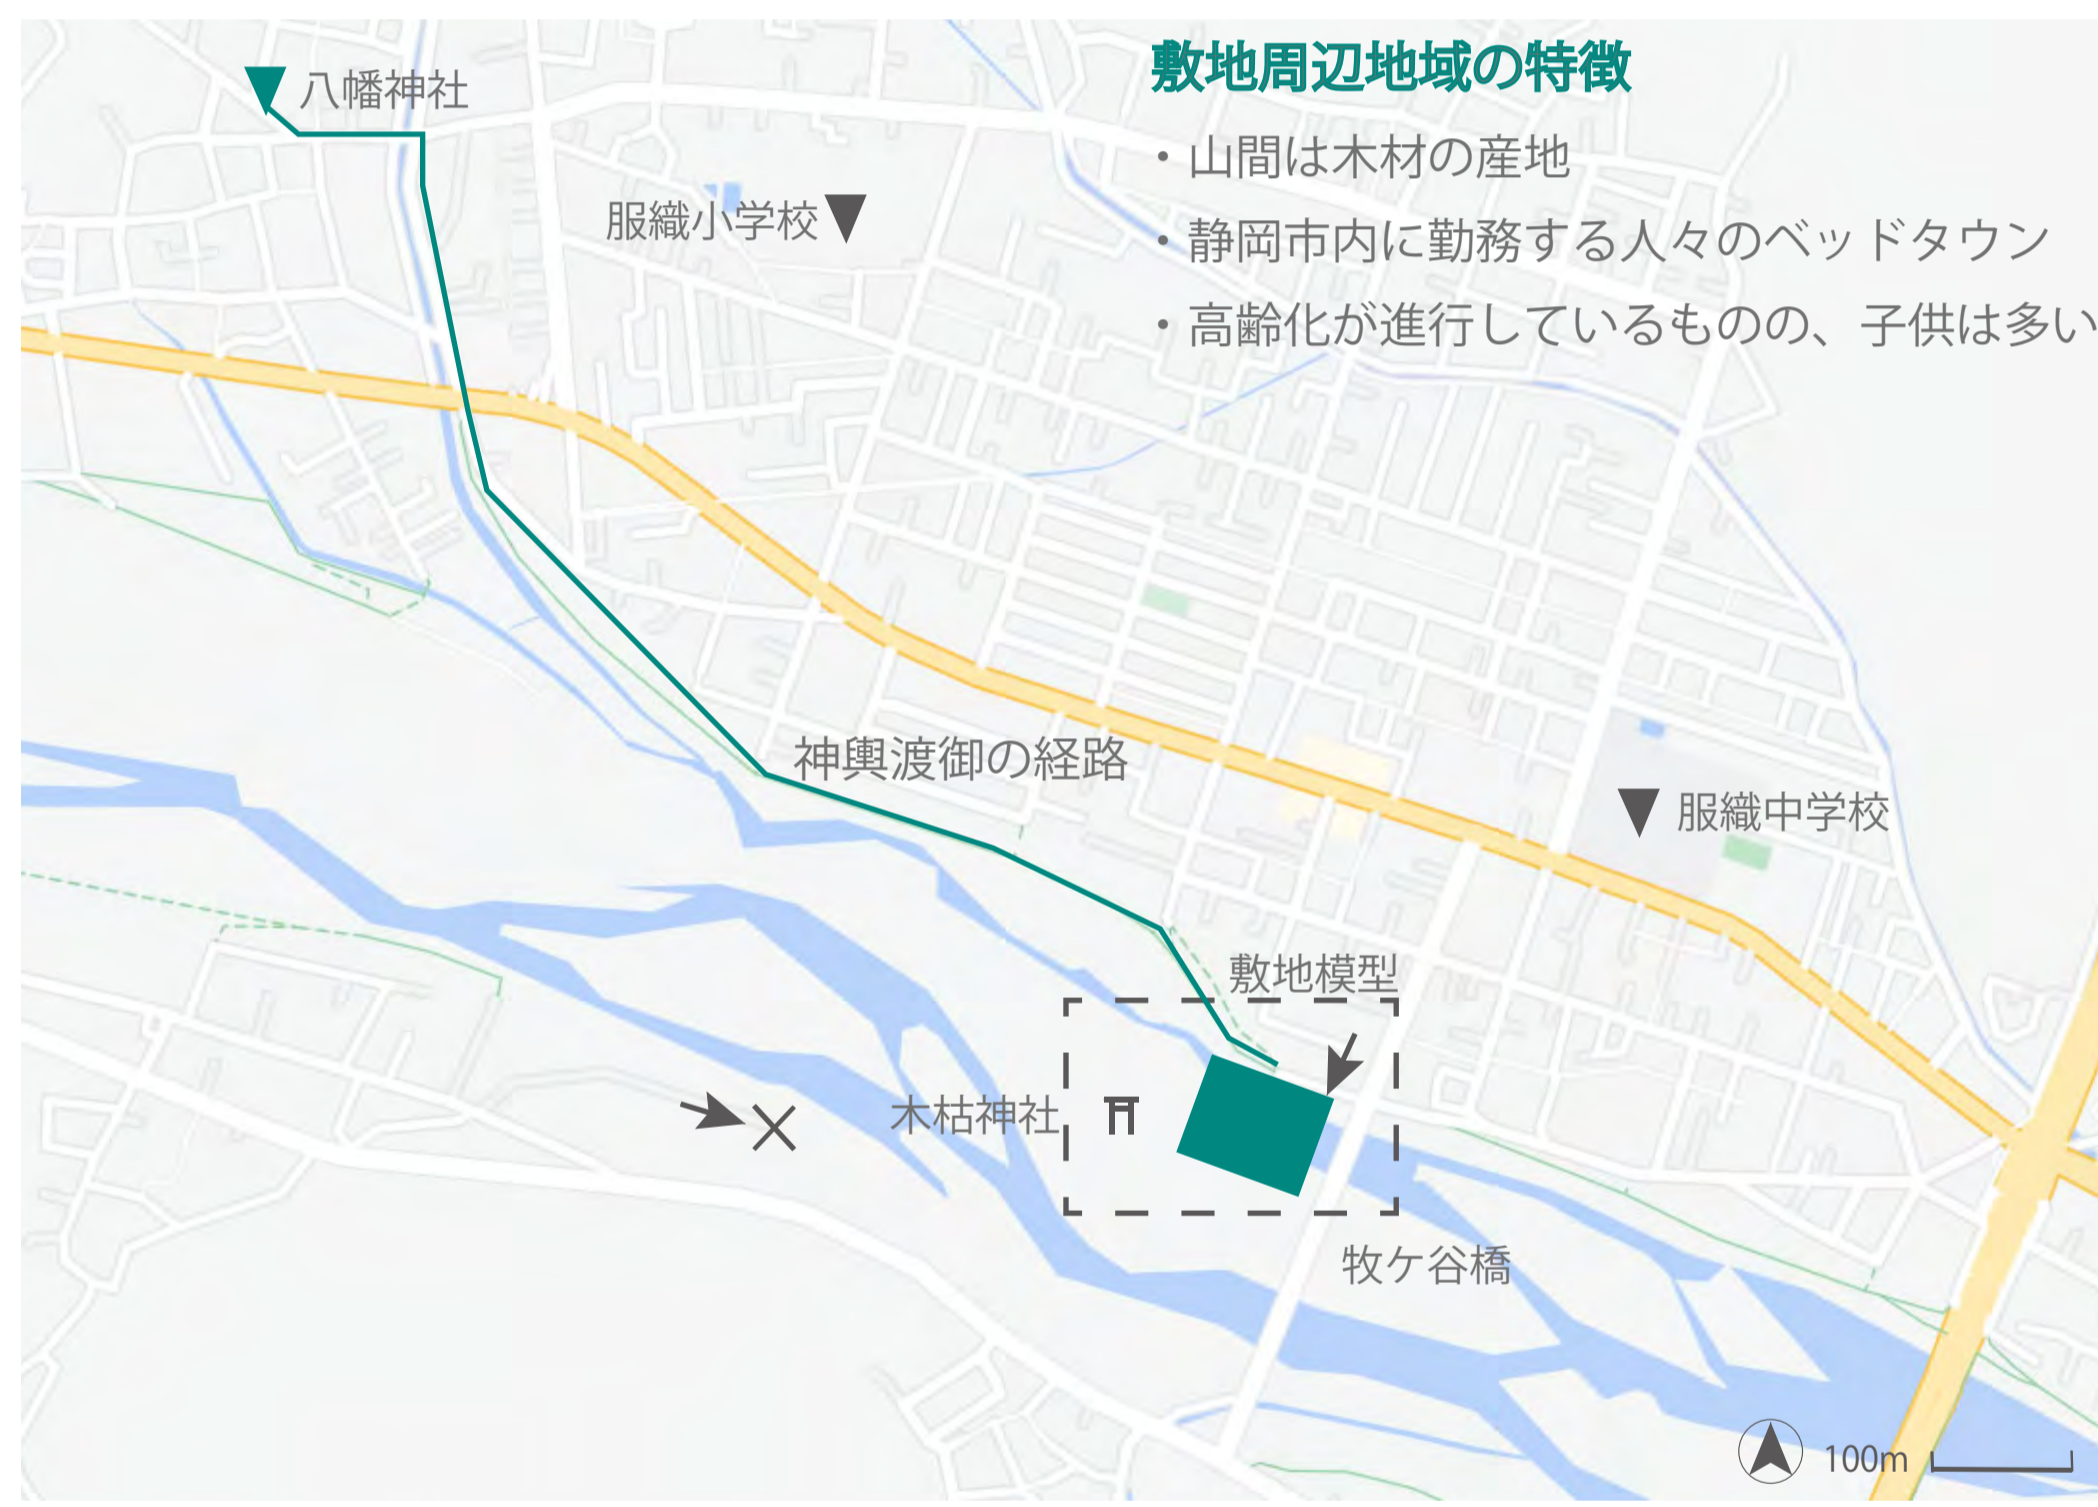 敷地周辺地域の特徴
八幡神社
・山間は木材の産地
服織小学校
・静岡市内に勤務する人々のベッドタウン
・高齢化が進行しているものの、子供は多い
神輿渡御の経路
服織中学校
敷地模型
木枯神社
牧ケ谷橋
100m